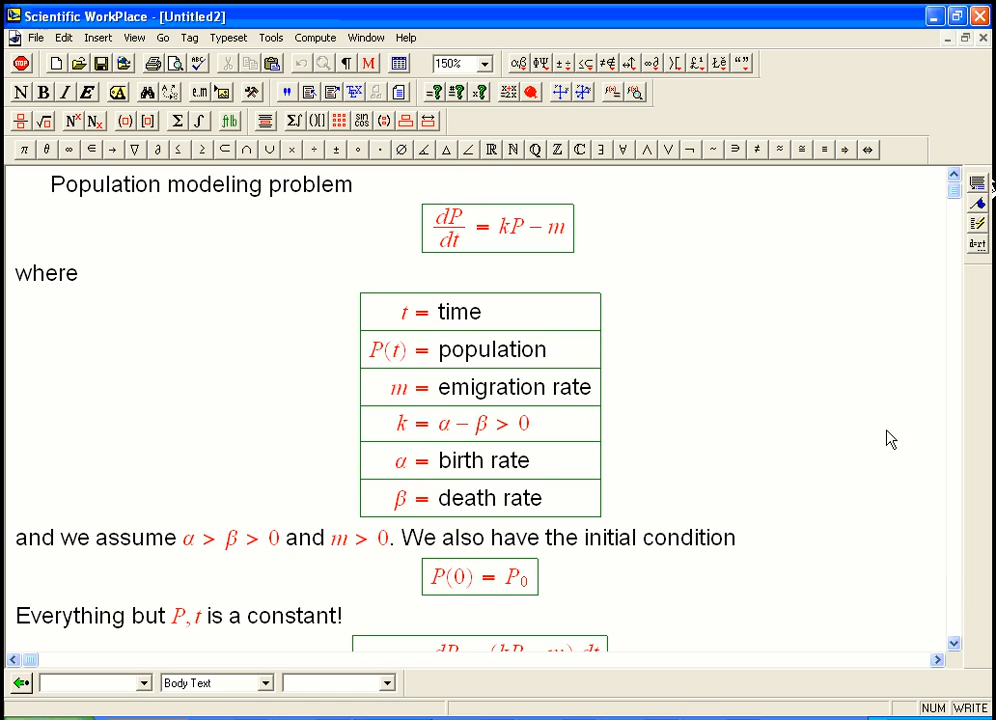 Scientific WorkPlace - [Untitled2]
File Edit Insert View Go Tag Typeset Tools Compute Window Help
150%
π θ ∞ ∈ → ∇ ∂ ≤ ≥ ⊂ ∩ ∪ × ÷ ± ∘ · ∅ ∡ △ ∠ ℝ ℕ ℚ ℤ ℂ ∃ ∀ ∧ ∨ ¬ ~ ∋ ≠ ≈ ≅ ≡ ⇒ ⇔
Population modeling problem
dP/dt = kP − m
where
t = time
P(t) = population
m = emigration rate
k = α − β > 0
α = birth rate
β = death rate
and we assume α > β > 0 and m > 0. We also have the initial condition
P(0) = P₀
Everything but P, t is a constant!
Body Text
NUM WRITE